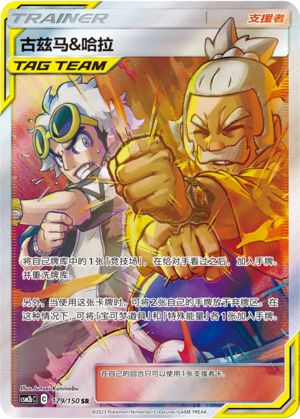 TRAINER
支援者
古兹马&哈拉
TAG TEAM
将自己牌库中的1张「竞技场」,在给对手看过之后,加入手牌。
并重洗牌库。
另外,当使用这张卡牌时,可将2张自己的手牌放于弃牌区。在
这种情况下,可将「宝可梦道具」和「特殊能量」各1张加入手牌。
Illus. Juusei Kaninobu
在自己的回合只可以使用1张支援者卡。
CSM2b C C 179/150 SR
©2023 Pokémon/Nintendo/Creatures/GAME FREAK.